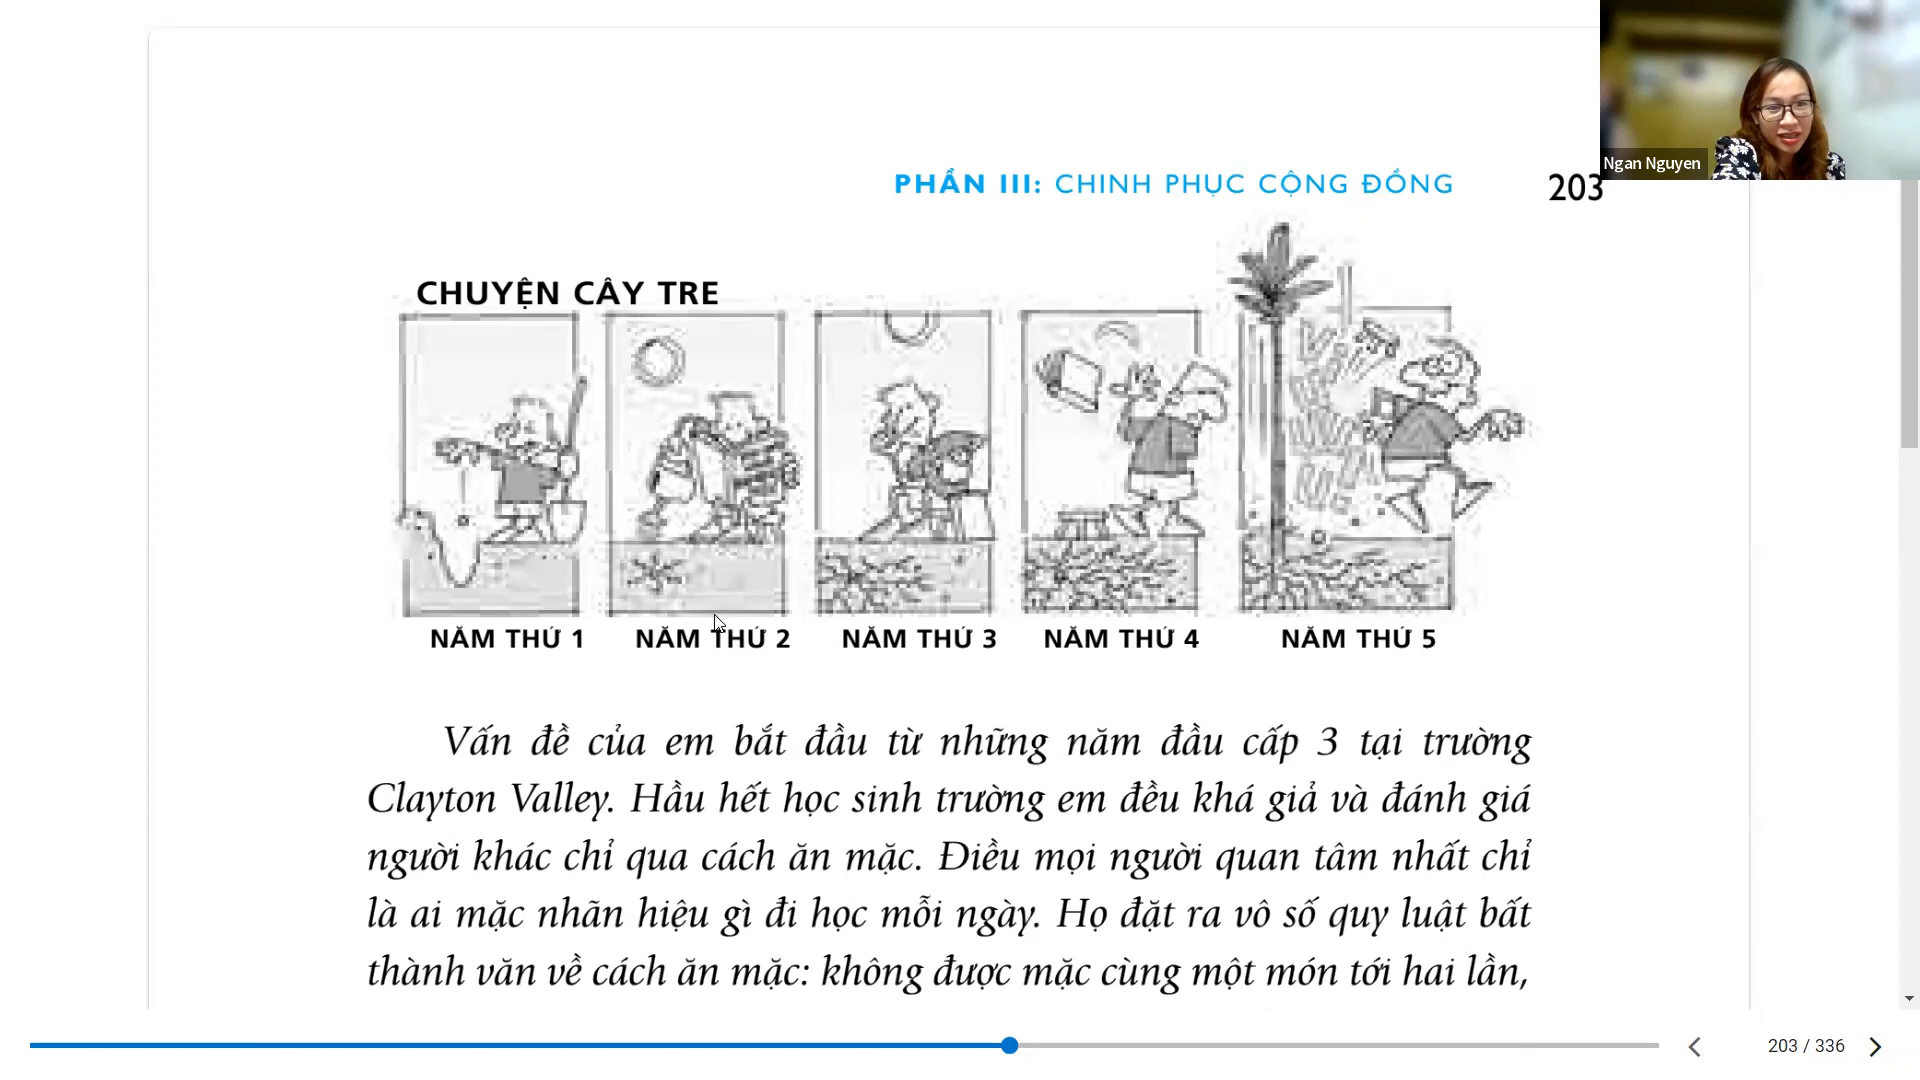 Ngan Nguyen
PHẦN III: CHINH PHỤC CỘNG ĐỒNG 203
CHUYỆN CÂY TRE
NĂM THỨ 1 NĂM THỨ 2 NĂM THỨ 3 NĂM THỨ 4 NĂM THỨ 5
Vấn đề của em bắt đầu từ những năm đầu cấp 3 tại trường
Clayton Valley. Hầu hết học sinh trường em đều khá giả và đánh giá
người khác chỉ qua cách ăn mặc. Điều mọi người quan tâm nhất chỉ
là ai mặc nhãn hiệu gì đi học mỗi ngày. Họ đặt ra vô số quy luật bất
thành văn về cách ăn mặc: không được mặc cùng một món tới hai lần,
203 / 336